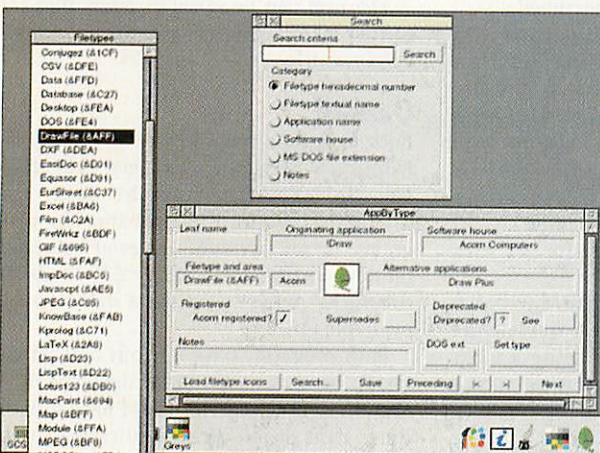 Filetypes
Conjugez (&1CF)
CSV (&DFE)
Data (&FFD)
Database (&C27)
Desktop (&FEA)
DOS (&FE4)
DrawFile (&AFF)
DXF (&DEA)
EasiDoc (&D01)
Equasor (&D91)
EurSheet (&C37)
Excel (&BA6)
Film (&C2A)
FireWrkz (&BDF)
GIF (&695)
HTML (&FAF)
ImpDoc (&BC5)
Javascpt (&AE5)
JPEG (&C85)
KnowBase (&FAB)
Kprolog (&C71)
LaTeX (&2A8)
Lisp (&D23)
LispText (&D22)
Lotus123 (&DB0)
MacPaint (&694)
Map (&BFF)
Module (&FFA)
MPEG (&BF8)
Search
Search criteria
Search
Category
Filetype hexadecimal number
Filetype textual name
Application name
Software house
MS DOS file extension
Notes
AppByType
Leaf name
Originating application
Software house
!Draw
Acorn Computers
Filetype and area
Alternative applications
DrawFile (&AFF)
Acorn
Draw Plus
Registered
Deprecated
Acorn registered?
Supersedes
Deprecated? ?
See
Notes
DOS ext
Set type
Load filetype icons
Search...
Save
Preceding
|<
>|
Next
Greys